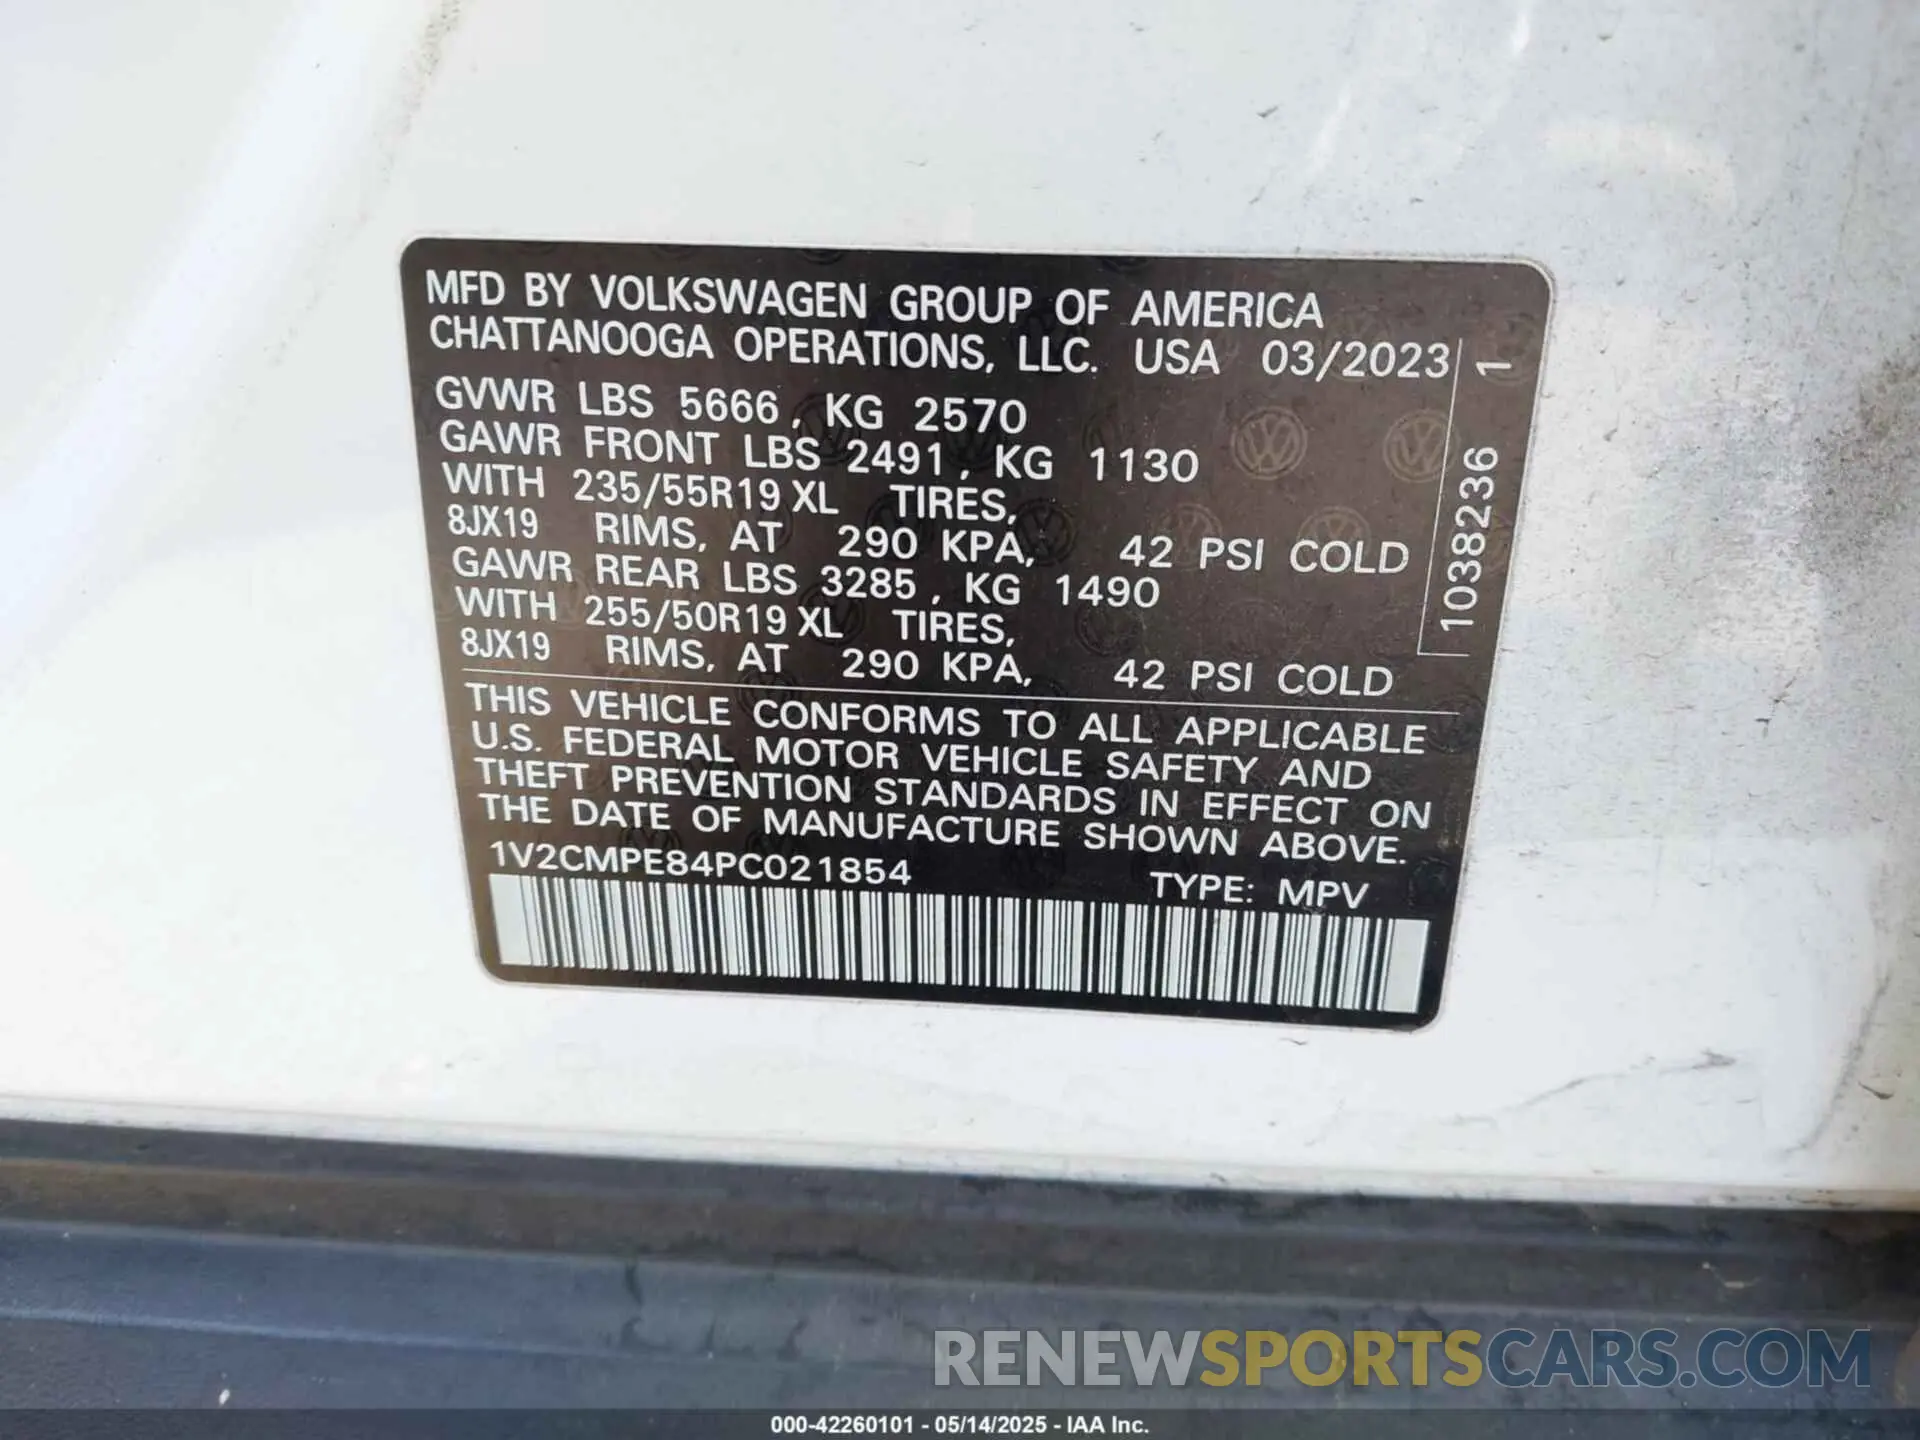 MFD BY VOLKSWAGEN GROUP OF AMERICA
CHATTANOOGA OPERATIONS, LLC. USA 03/2023
GVWR LBS 5666, KG 2570
GAWR FRONT LBS 2491, KG 1130
WITH 235/55R19 XL TIRES,
8JX19 RIMS, AT 290 KPA, 42 PSI COLD
GAWR REAR LBS 3285, KG 1490
WITH 255/50R19 XL TIRES,
8JX19 RIMS, AT 290 KPA, 42 PSI COLD
THIS VEHICLE CONFORMS TO ALL APPLICABLE
U.S. FEDERAL MOTOR VEHICLE SAFETY AND
THEFT PREVENTION STANDARDS IN EFFECT ON
THE DATE OF MANUFACTURE SHOWN ABOVE.
1V2CMPE84PC021854 TYPE: MPV
10382236 1
RENEWSPORTSCARS.COM
000-42260101 - 05/14/2025 - IAA Inc.